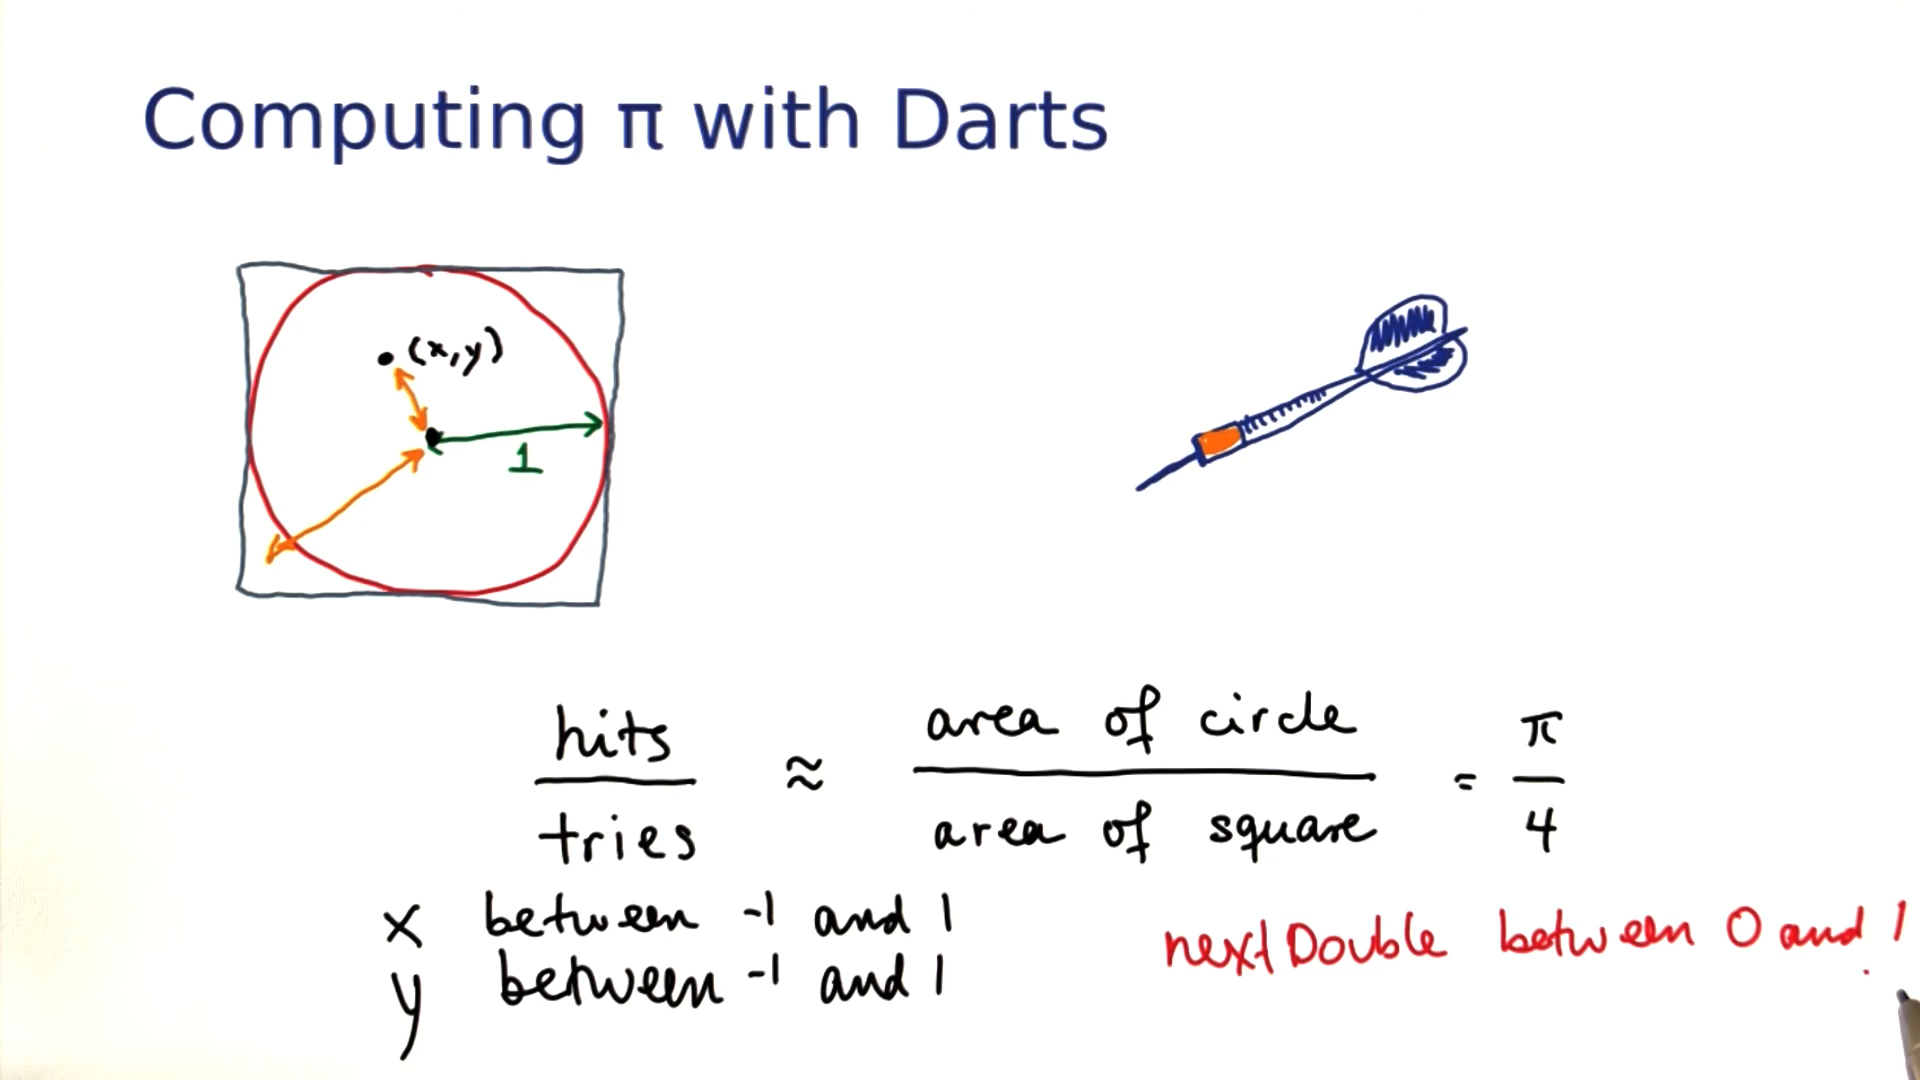 Computing π with Darts
(x,y)
1
hits
tries
≈
area of circle
area of square
=
π
4
x between -1 and 1
y between -1 and 1
nextDouble between 0 and 1